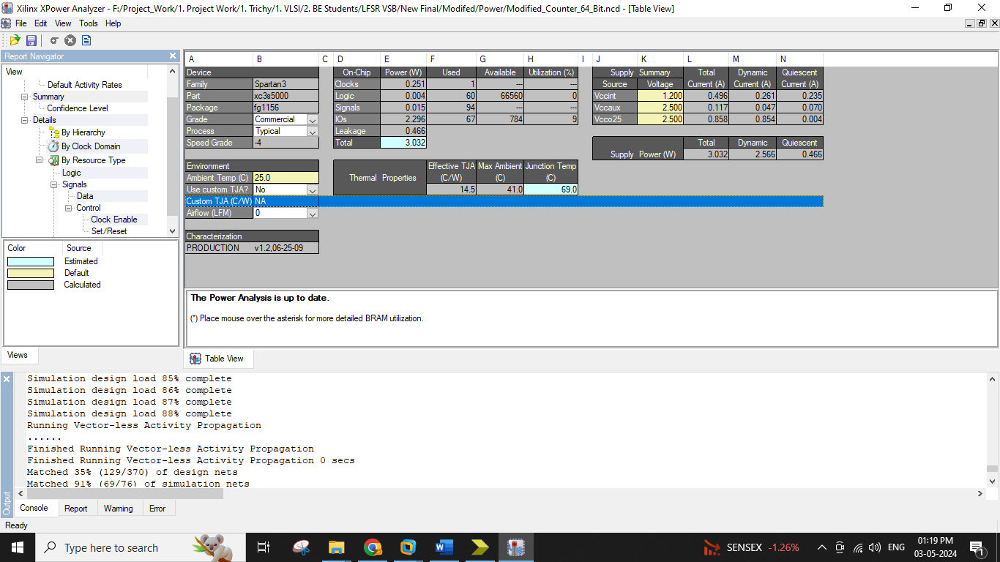 Xilinx XPower Analyzer - F:/Project_Work/1. Project Work/1. Trichy/1. VLSI/2. BE Students/LFSR VSB/New Final/Modifed/Power/Modified_Counter_64_Bit.ncd - [Table View]
File Edit View Tools Help
Report Navigator
View
Default Activity Rates
Summary
Confidence Level
Details
By Hierarchy
By Clock Domain
By Resource Type
Logic
Signals
Data
Control
Clock Enable
Set/Reset
Color Source
Estimated
Default
Calculated
Views
A B C D E F G H I J K L M N
Device
Family Spartan3
Part xc3s5000
Package fg1156
Grade Commercial
Process Typical
Speed Grade -4
Environment
Ambient Temp (C) 25.0
Use custom TJA? No
Custom TJA (C/W) NA
Airflow (LFM) 0
Characterization
PRODUCTION v1.2,06-25-09
On-Chip Power (W) Used Available Utilization (%)
Clocks 0.251 1 --- ---
Logic 0.004 60 66560 0
Signals 0.015 94 --- ---
IOs 2.296 67 784 9
Leakage 0.466
Total 3.032
Effective TJA Max Ambient Junction Temp
Thermal Properties (C/W) (C) (C)
14.5 41.0 69.0
Supply Summary Total Dynamic Quiescent
Source Voltage Current (A) Current (A) Current (A)
Vccint 1.200 0.496 0.261 0.235
Vccaux 2.500 0.117 0.047 0.070
Vcco25 2.500 0.858 0.854 0.004
Total Dynamic Quiescent
Supply Power (W) 3.032 2.566 0.466
The Power Analysis is up to date.
(*) Place mouse over the asterisk for more detailed BRAM utilization.
Table View
Simulation design load 85% complete
Simulation design load 86% complete
Simulation design load 87% complete
Simulation design load 88% complete
Running Vector-less Activity Propagation
......
Finished Running Vector-less Activity Propagation
Finished Running Vector-less Activity Propagation 0 secs
Matched 35% (129/370) of design nets
Matched 91% (69/76) of simulation nets
Output
Console Report Warning Error
Ready
Type here to search
SENSEX -1.26%
ENG
01:19 PM
03-05-2024
1